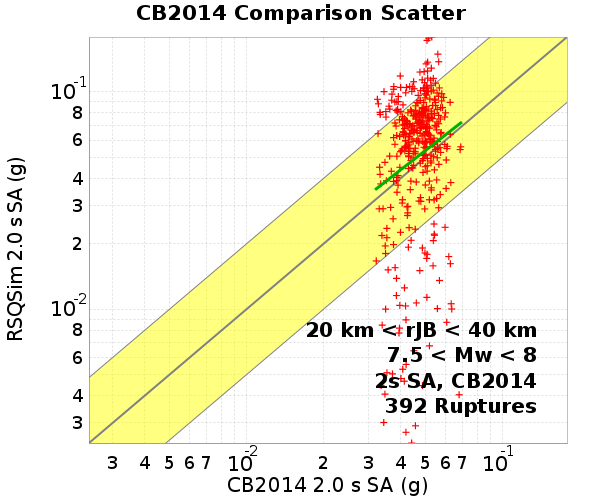 CB2014 Comparison Scatter
RSQSim 2.0 s SA (g)
10-1
8
6
4
3
2
10-2
8
6
4
3
20 km < rJB < 40 km
7.5 < Mw < 8
2s SA, CB2014
392 Ruptures
3 4 5 6 7 10-2 2 3 4 5 6 7 10-1
CB2014 2.0 s SA (g)